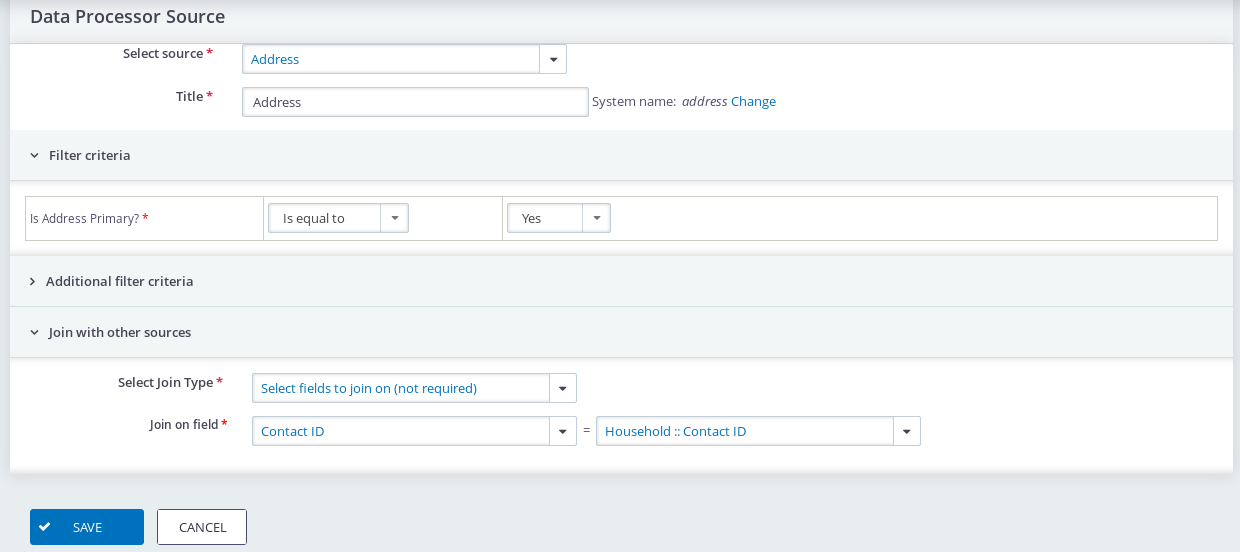 Data Processor Source
Select source * Address
Title * Address System name: address Change
Filter criteria
Is Address Primary? * Is equal to Yes
Additional filter criteria
Join with other sources
Select Join Type * Select fields to join on (not required)
Join on field * Contact ID = Household :: Contact ID
SAVE CANCEL